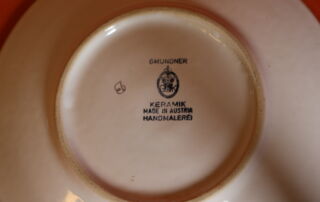 GMUNDNER
KERAMIK
MADE IN AUSTRIA
HANDMALEREI